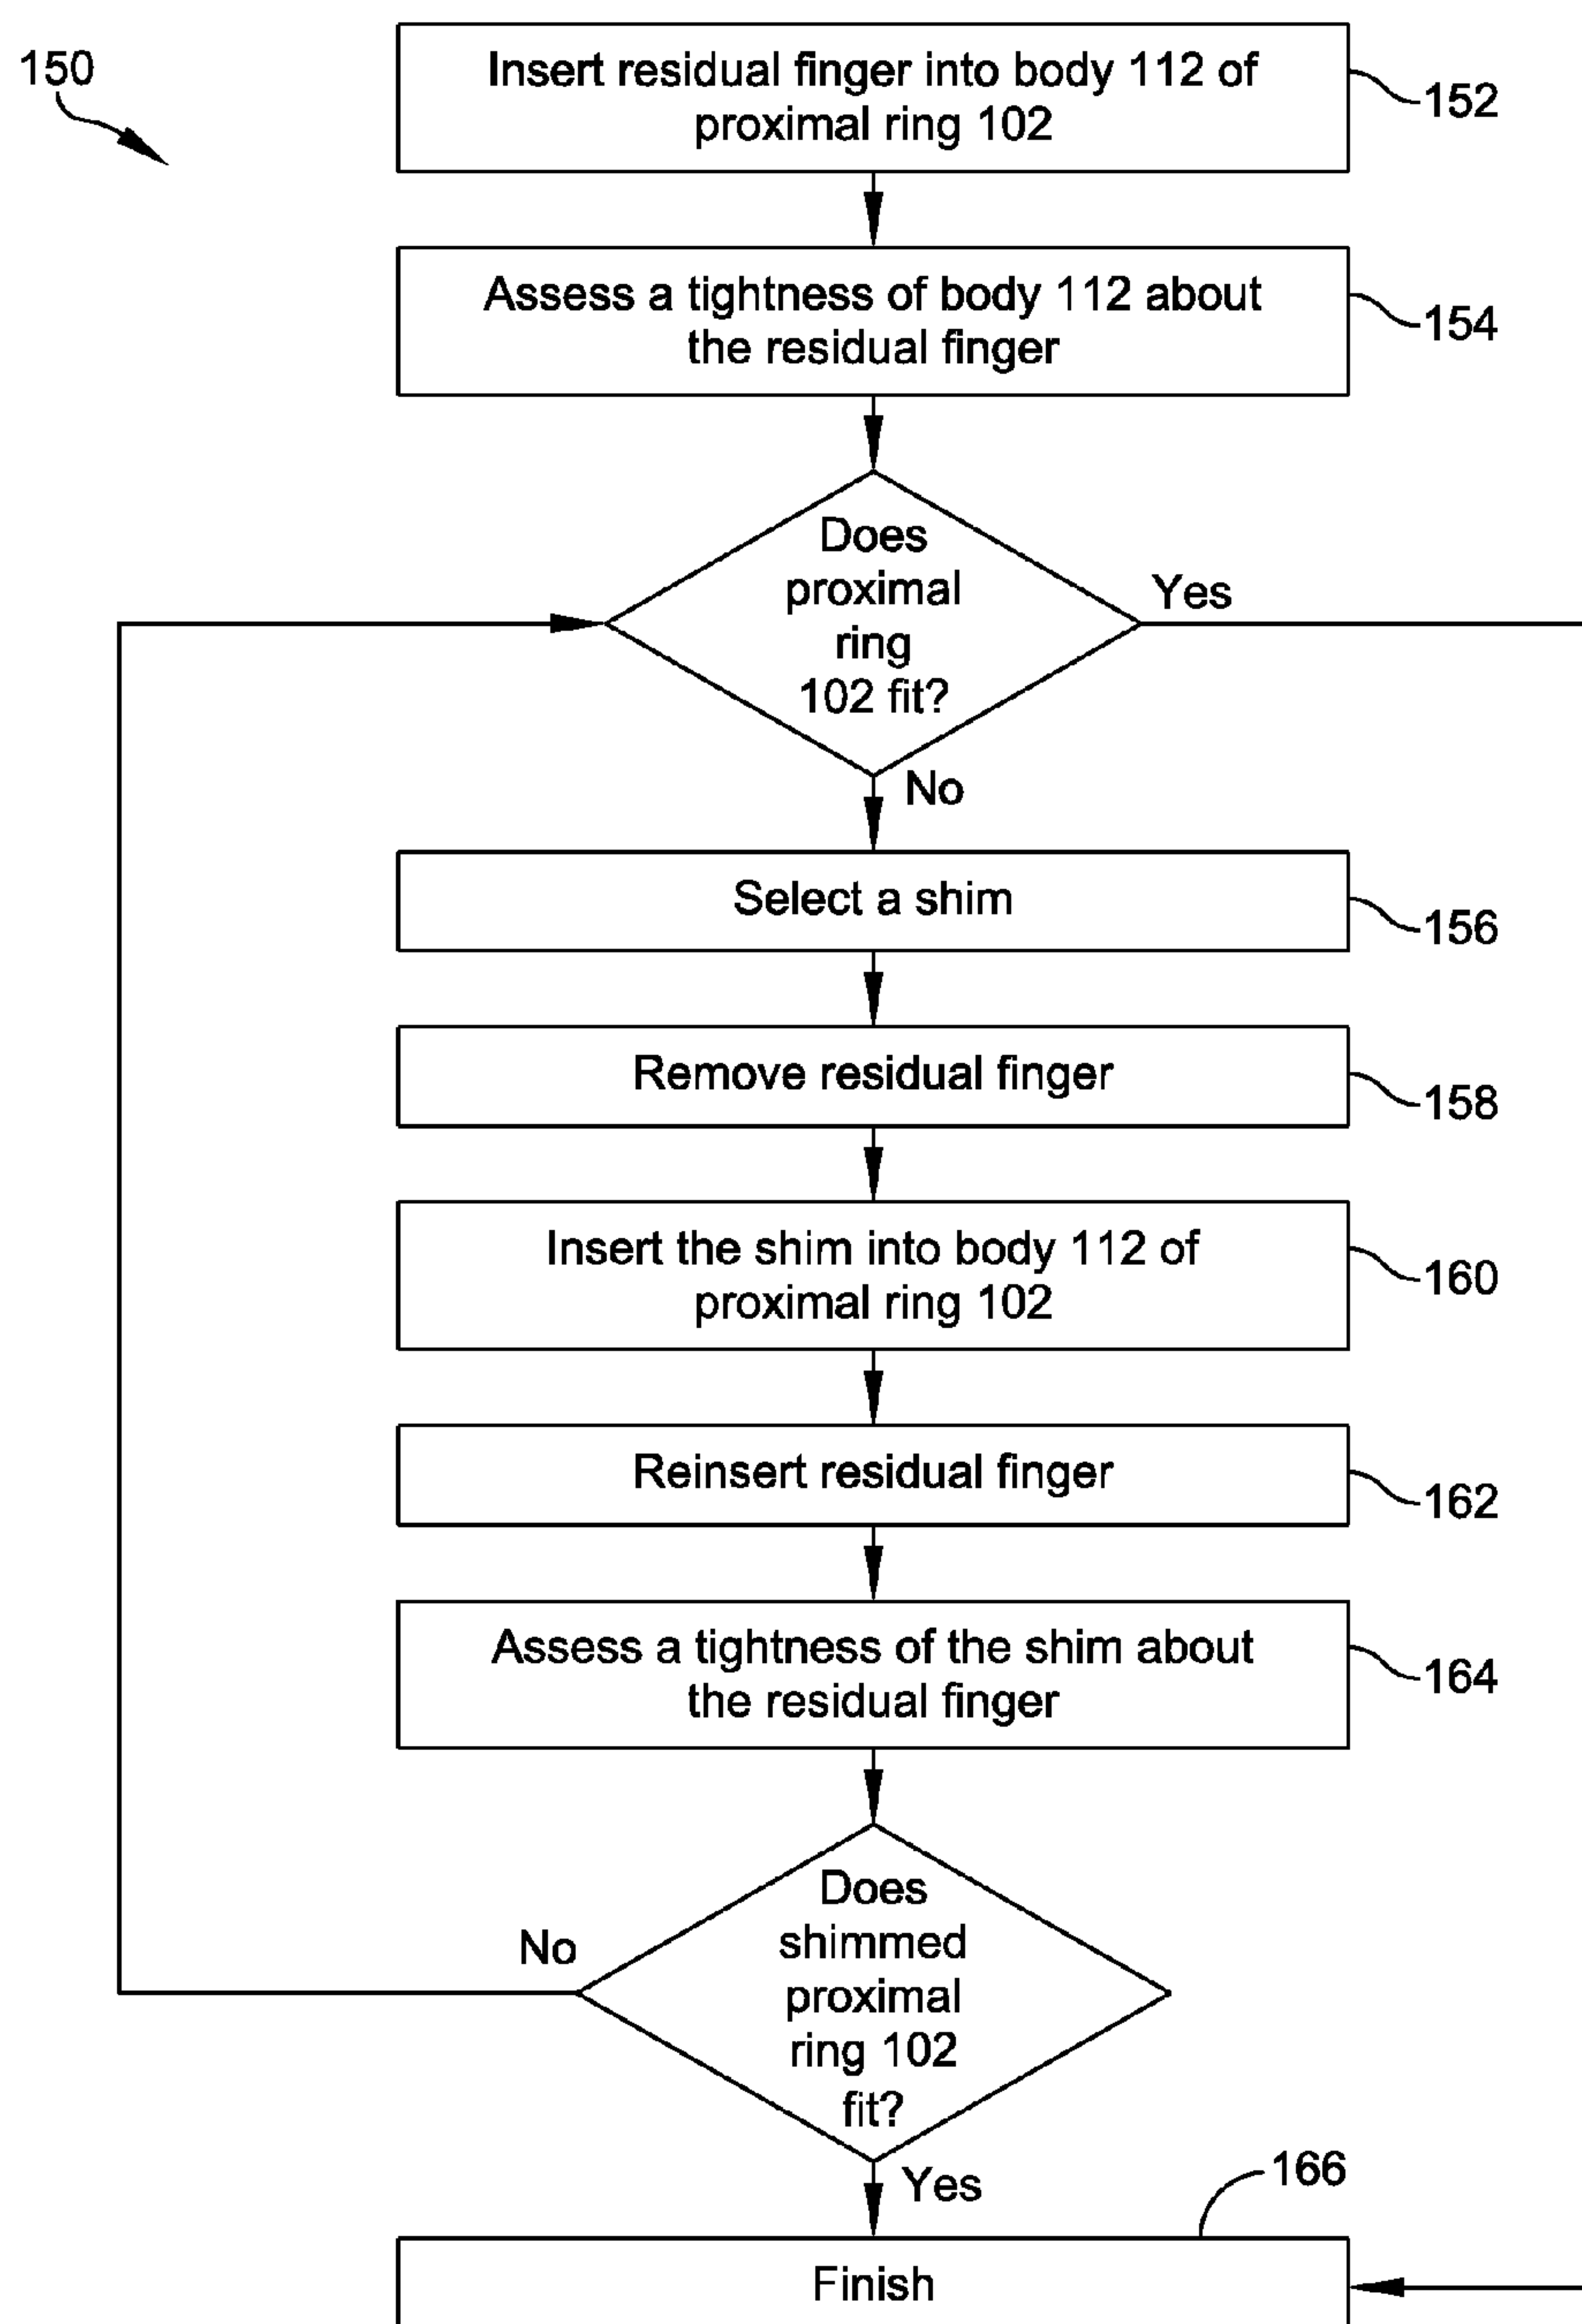 150
Insert residual finger into body 112 of
proximal ring 102
152
Assess a tightness of body 112 about
the residual finger
154
Does
proximal
ring
102 fit?
Yes
No
Select a shim
156
Remove residual finger
158
Insert the shim into body 112 of
proximal ring 102
160
Reinsert residual finger
162
Assess a tightness of the shim about
the residual finger
164
Does
shimmed
proximal
ring 102
fit?
No
Yes
166
Finish